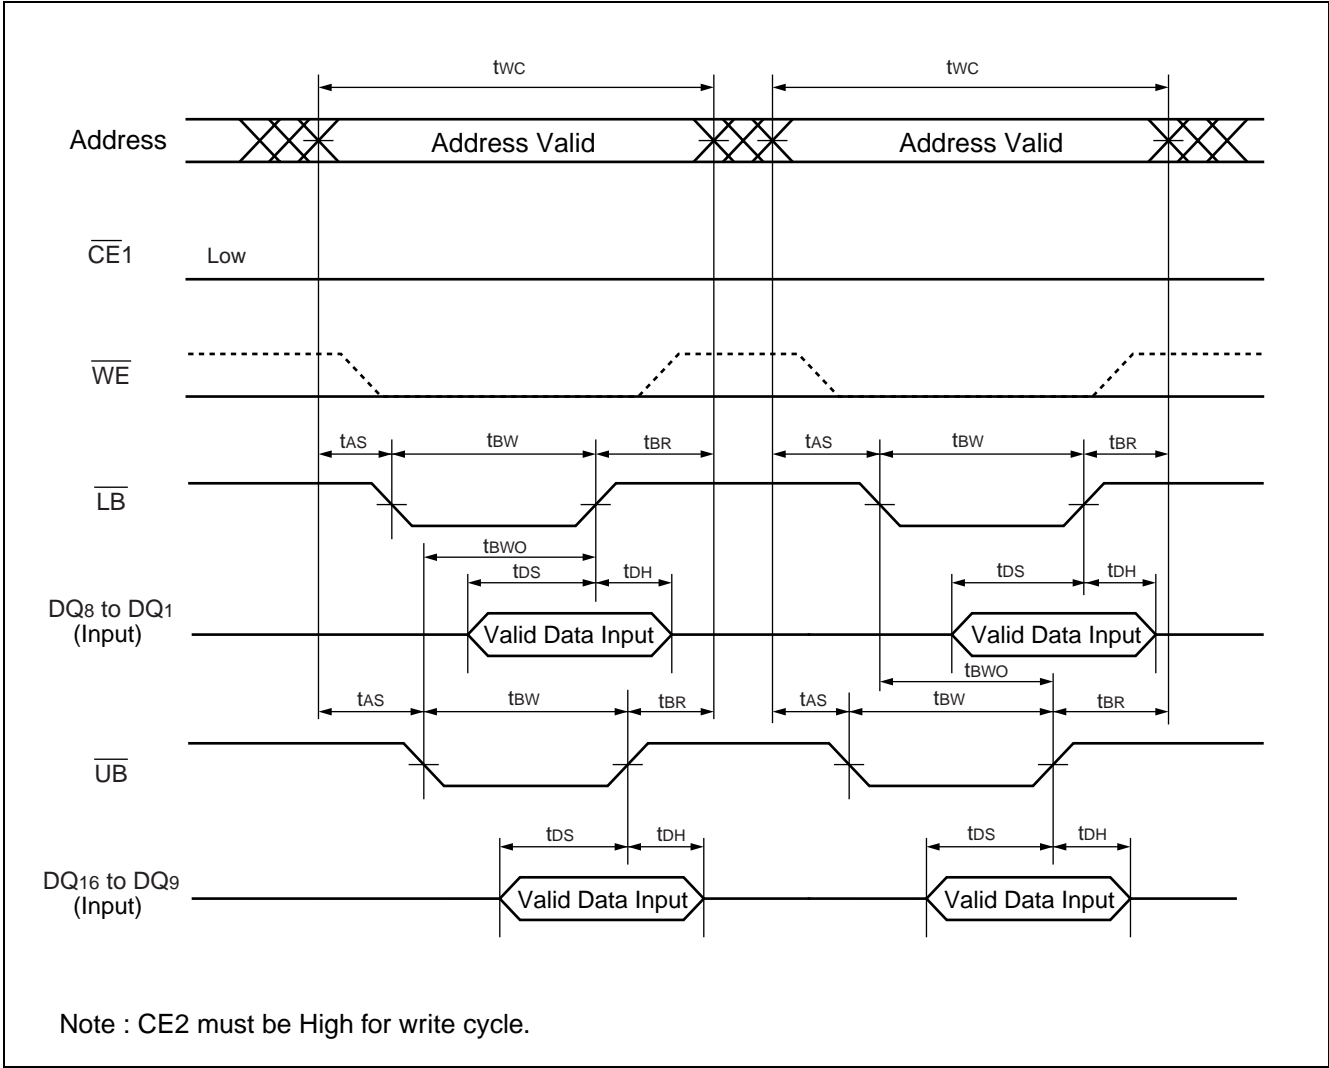 tWC tWC
Address Address Valid Address Valid
CE1 Low
WE
tAS tBW tBR tAS tBW tBR
LB
tBWO
tDS tDH tDS tDH
DQ8 to DQ1
(Input)
Valid Data Input Valid Data Input
tBWO
tAS tBW tBR tAS tBW tBR
UB
tDS tDH tDS tDH
DQ16 to DQ9
(Input)
Valid Data Input Valid Data Input
Note : CE2 must be High for write cycle.